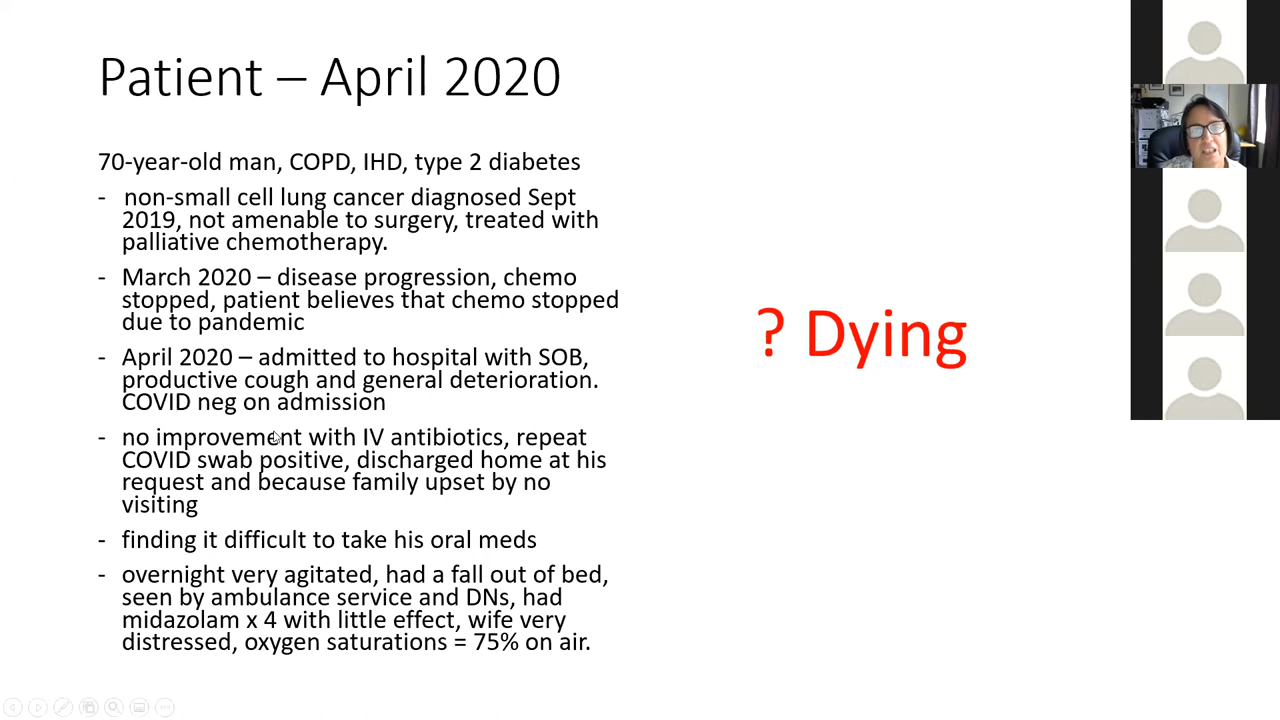 Patient – April 2020
70-year-old man, COPD, IHD, type 2 diabetes
- non-small cell lung cancer diagnosed Sept
2019, not amenable to surgery, treated with
palliative chemotherapy.
- March 2020 – disease progression, chemo
stopped, patient believes that chemo stopped
due to pandemic
- April 2020 – admitted to hospital with SOB,
productive cough and general deterioration.
COVID neg on admission
- no improvement with IV antibiotics, repeat
COVID swab positive, discharged home at his
request and because family upset by no
visiting
- finding it difficult to take his oral meds
- overnight very agitated, had a fall out of bed,
seen by ambulance service and DNs, had
midazolam x 4 with little effect, wife very
distressed, oxygen saturations = 75% on air.
? Dying